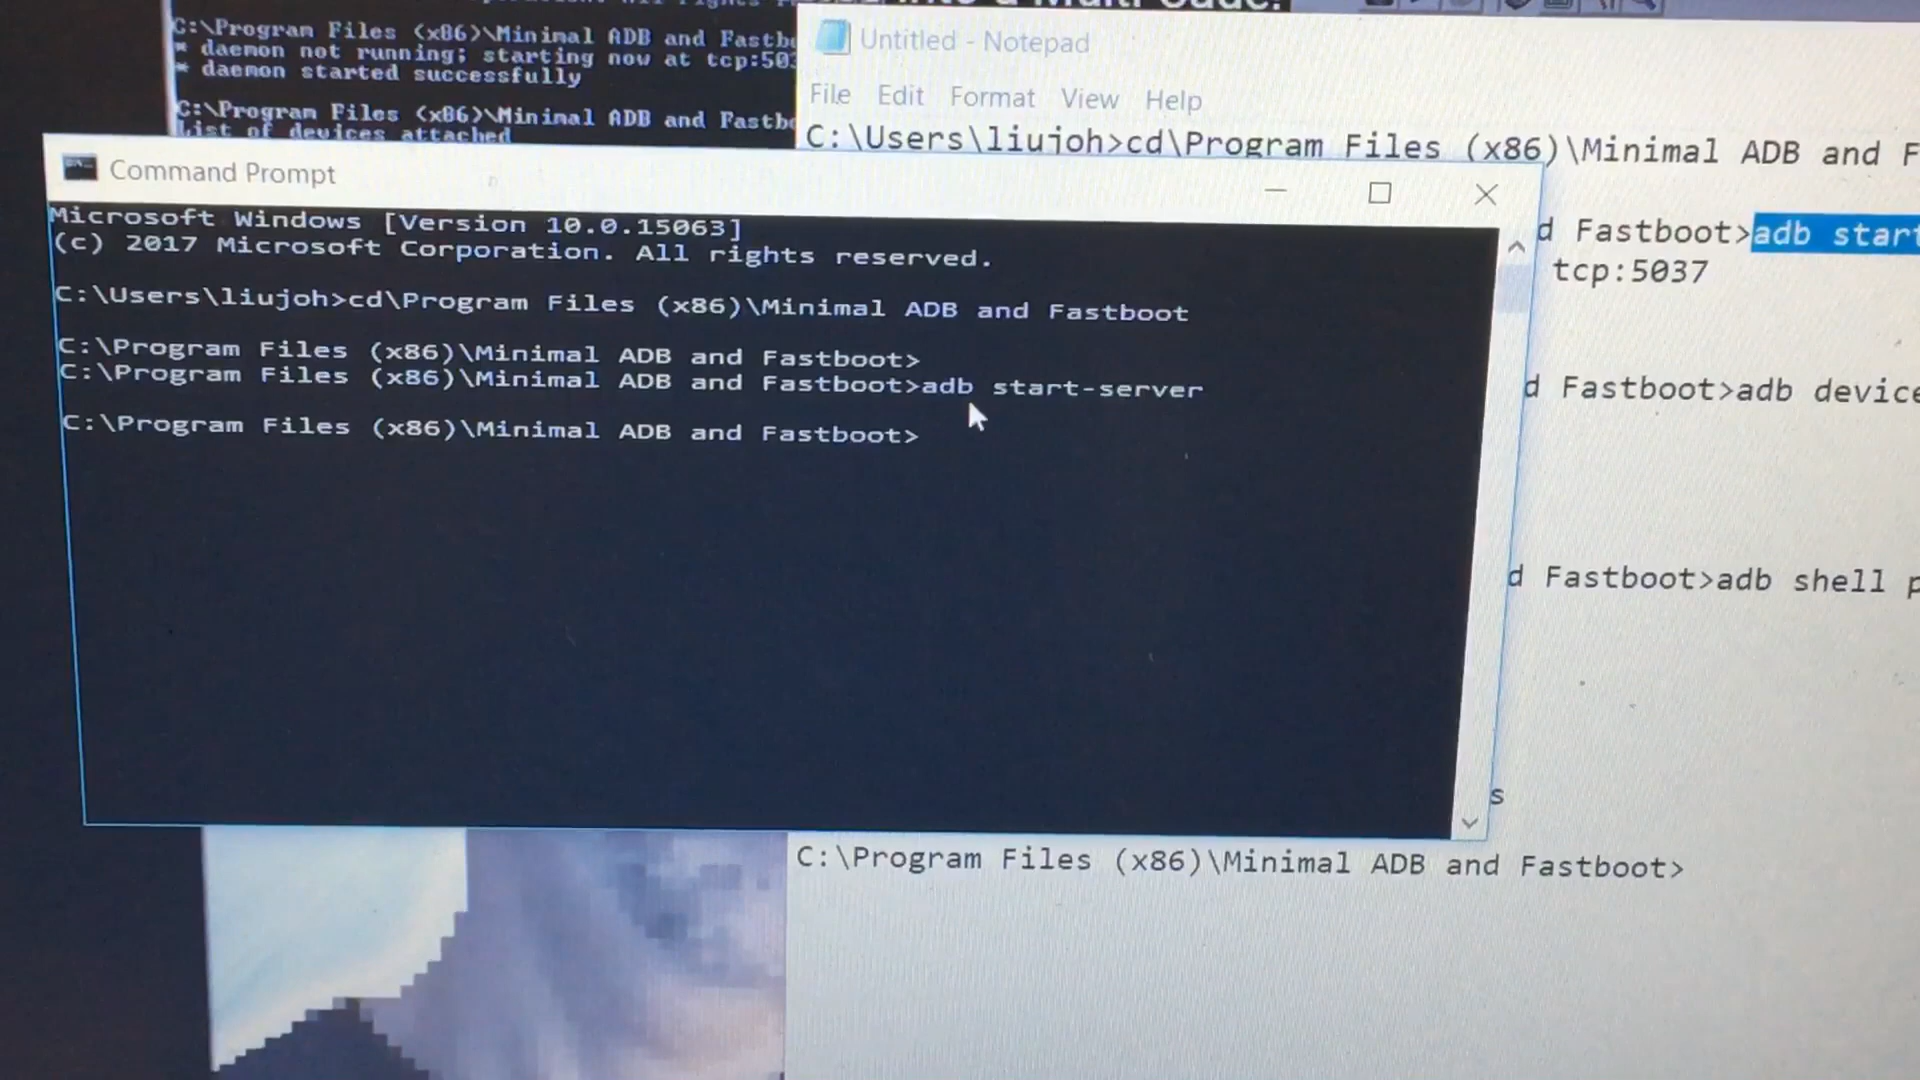 C:\Program Files (x86)\Minimal ADB and Fastb
* daemon not running; starting now at tcp:503
* daemon started successfully
C:\Program Files (x86)\Minimal ADB and Fastbo
List of devices attached
Untitled - Notepad
File Edit Format View Help
C:\Users\liujoh>cd\Program Files (x86)\Minimal ADB and F
d Fastboot>adb start
tcp:5037
d Fastboot>adb device
d Fastboot>adb shell p
s
C:\Program Files (x86)\Minimal ADB and Fastboot>
Command Prompt
Microsoft Windows [Version 10.0.15063]
(c) 2017 Microsoft Corporation. All rights reserved.
C:\Users\liujoh>cd\Program Files (x86)\Minimal ADB and Fastboot
C:\Program Files (x86)\Minimal ADB and Fastboot>
C:\Program Files (x86)\Minimal ADB and Fastboot>adb start-server
C:\Program Files (x86)\Minimal ADB and Fastboot>